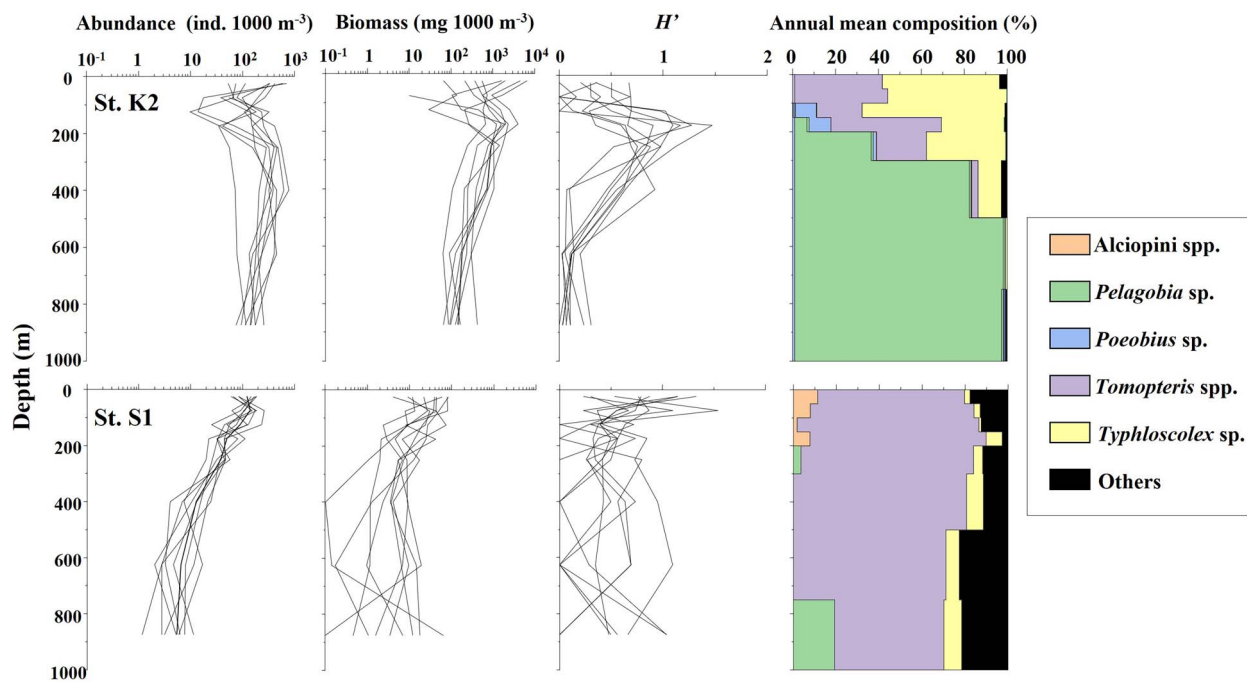 Abundance (ind. 1000 m-3)
10-1 1 10 10² 10³
Biomass (mg 1000 m-3)
10-1 1 10 10² 10³ 10⁴
H’
0 1 2
Annual mean composition (%)
0 20 40 60 80 100
St. K2
0
200
400
600
800
1000
St. S1
0
200
400
600
800
1000
Depth (m)
Alciopini spp.
Pelagobia sp.
Poeobius sp.
Tomopteris spp.
Typhloscolex sp.
Others